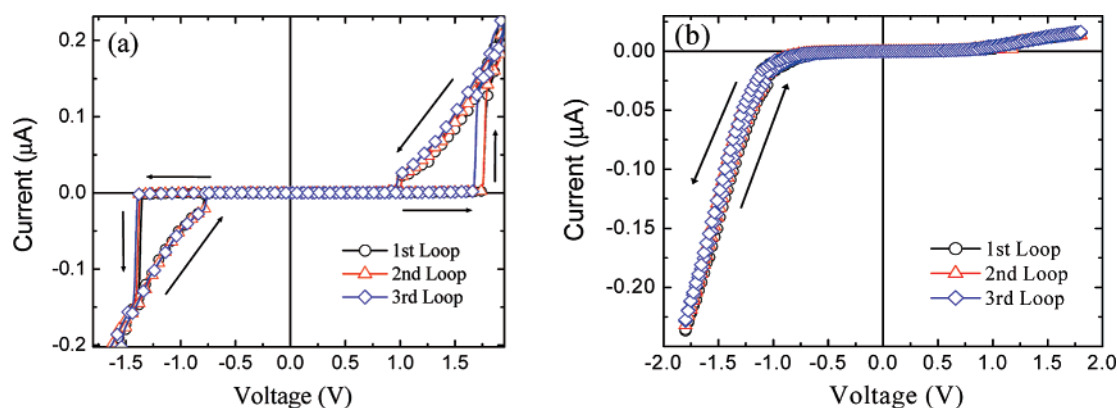 (a)
0.2
0.1
0.0
-0.1
-0.2
Current (μA)
1st Loop
2nd Loop
3rd Loop
-1.5 -1.0 -0.5 0.0 0.5 1.0 1.5
Voltage (V)
(b)
0.00
-0.05
-0.10
-0.15
-0.20
Current (μA)
1st Loop
2nd Loop
3rd Loop
-2.0 -1.5 -1.0 -0.5 0.0 0.5 1.0 1.5 2.0
Voltage (V)